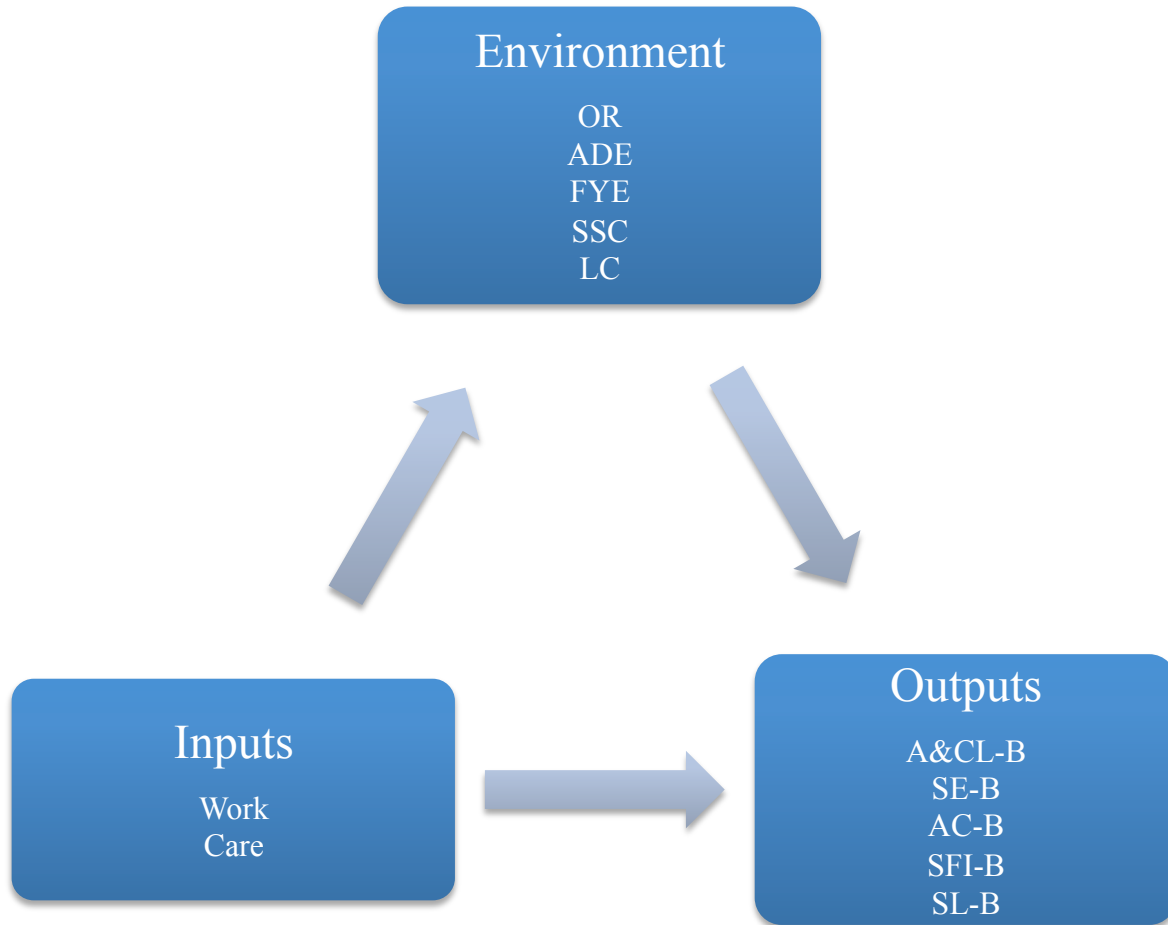 Environment
OR
ADE
FYE
SSC
LC
Inputs
Work
Care
Outputs
A&CL-B
SE-B
AC-B
SFI-B
SL-B